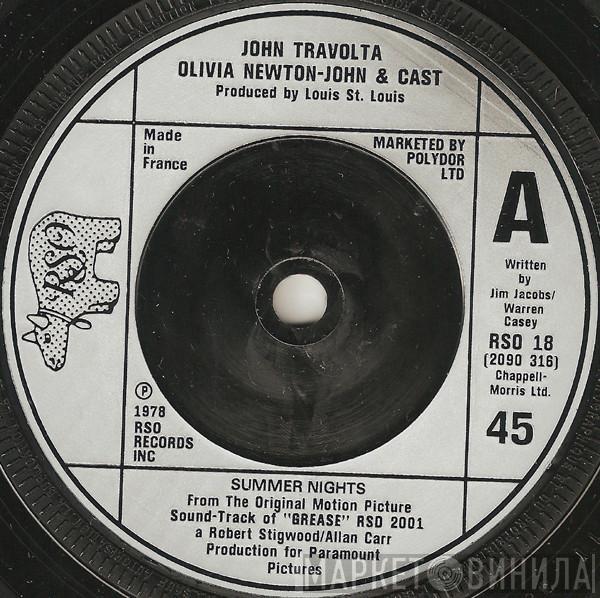 JOHN TRAVOLTA
OLIVIA NEWTON-JOHN & CAST
Produced by Louis St. Louis
Made
in
France
MARKETED BY
POLYDOR
LTD
A
RSO
Written
by
Jim Jacobs/
Warren
Casey
RSO 18
(2090 316)
Chappell-
Morris Ltd.
45
℗
1978
RSO
RECORDS
INC
SUMMER NIGHTS
From The Original Motion Picture
Sound-Track of "GREASE" RSD 2001
a Robert Stigwood/Allan Carr
Production for Paramount
Pictures
МАРКЕТ ВИНИЛА